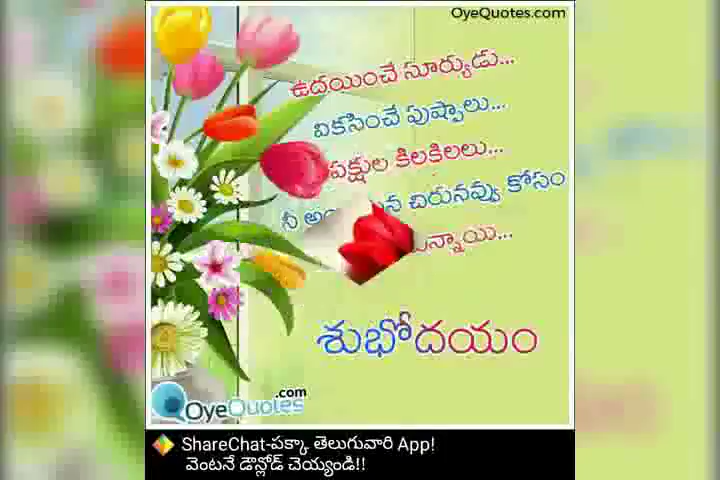 OyeQuotes.com
ఉదయించే సూర్యుడు...
వికసించే పుష్పాలు...
పక్షుల కిలకిలలు...
నీ చిరునవ్వు కోసం
శుభోదయం
OyeQuotes.com
ShareChat-పక్కా తెలుగువారి App!
వెంటనే డౌన్లోడ్ చెయ్యండి!!